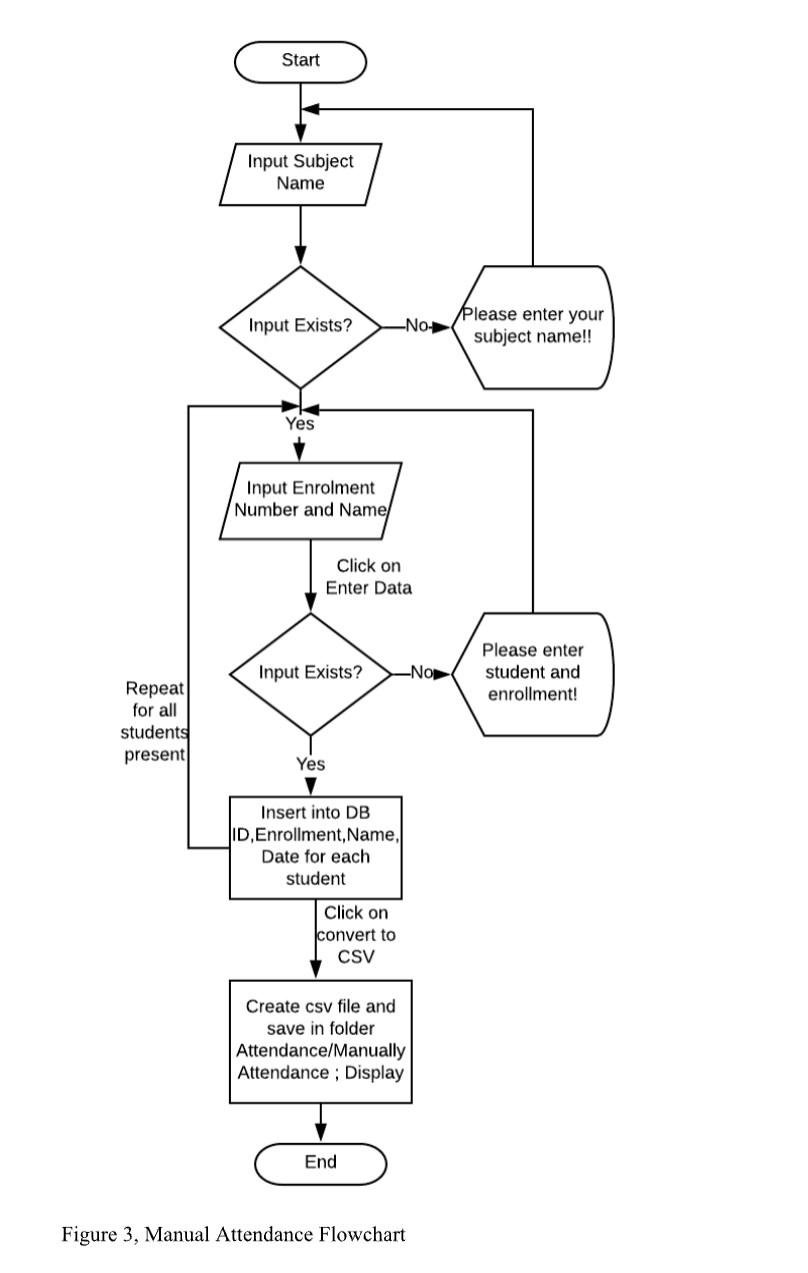 Start
Input Subject
Name
Input Exists?
No
Please enter your
subject name!!
Yes
Input Enrolment
Number and Name
Click on
Enter Data
Input Exists?
No
Please enter
student and
enrollment!
Repeat
for all
students
present
Yes
Insert into DB
ID,Enrollment,Name,
Date for each
student
Click on
convert to
CSV
Create csv file and
save in folder
Attendance/Manually
Attendance ; Display
End
Figure 3, Manual Attendance Flowchart